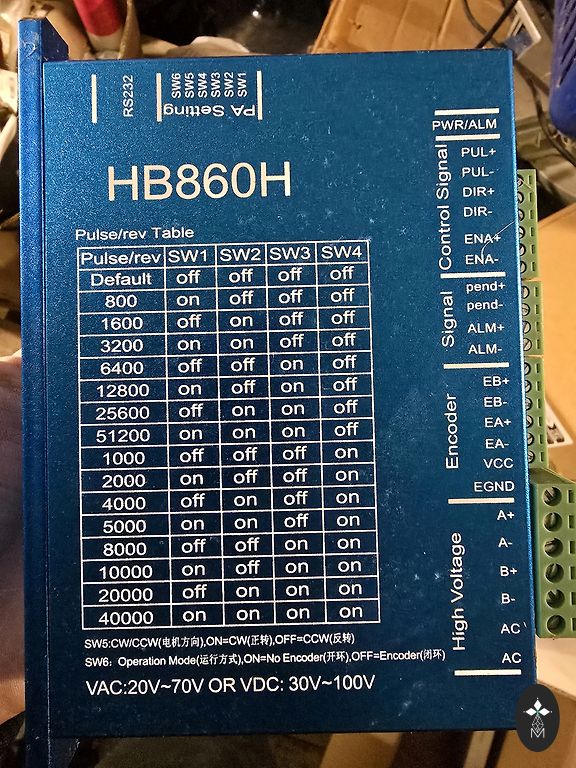 RS232
SW6
SW5
SW4
SW3
SW2
SW1
PA Setting
HB860H
Pulse/rev Table
Pulse/rev SW1 SW2 SW3 SW4
Default off off off off
800 on off off off
1600 off on off off
3200 on on off off
6400 off off on off
12800 on off on off
25600 off on on off
51200 on on on off
1000 off off off on
2000 on off off on
4000 off on off on
5000 on on off on
8000 off off on on
10000 on off on on
20000 off on on on
40000 on on on on
SW5:CW/CCW(电机方向),ON=CW(正转),OFF=CCW(反转)
SW6: Operation Mode(运行方式),ON=No Encoder(开环),OFF=Encoder(闭环)
VAC:20V~70V OR VDC: 30V~100V
PWR/ALM
Control Signal
PUL+
PUL-
DIR+
DIR-
ENA+
ENA-
Signal
pend+
pend-
ALM+
ALM-
Encoder
EB+
EB-
EA+
EA-
VCC
EGND
High Voltage
A+
A-
B+
B-
AC
AC